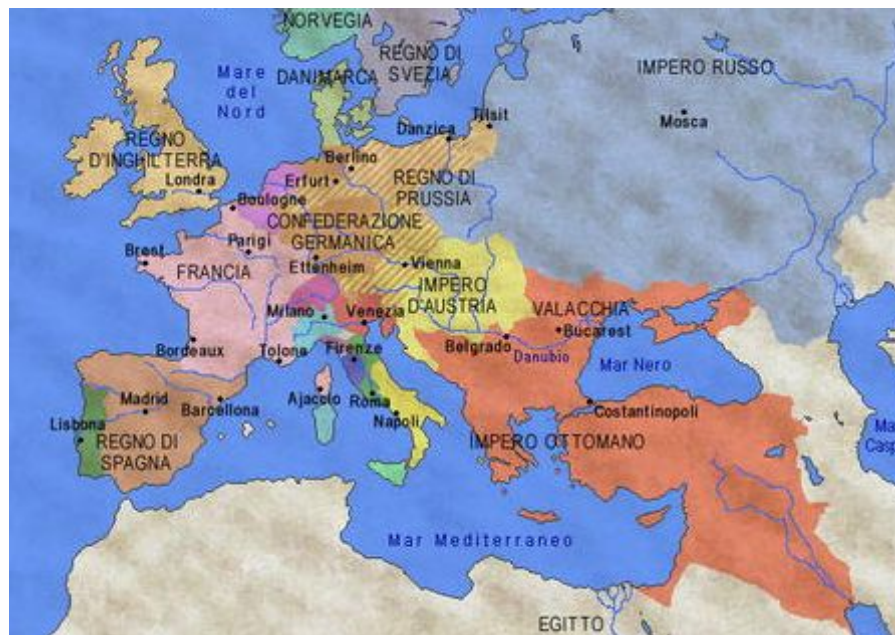 NORVEGIA
REGNO DI
SVEZIA
Mare
del
Nord
DANIMARCA
IMPERO RUSSO
Mosca
Tilsit
Danzica
REGNO
D'INGHILTERRA
Londra
Berlino
Erfurt
REGNO DI
PRUSSIA
Boulogne
CONFEDERAZIONE
GERMANICA
Parigi
Brest
FRANCIA
Ettenheim
Vienna
IMPERO
D'AUSTRIA
Milano
Venezia
VALACCHIA
Bucarest
Belgrado
Danubio
Mar Nero
Bordeaux
Tolone
Firenze
Ajaccio
Roma
Napoli
Madrid
Barcellona
Lisbona
REGNO DI
SPAGNA
Costantinopoli
IMPERO OTTOMANO
Ma
Casp
Mar Mediterraneo
EGITTO